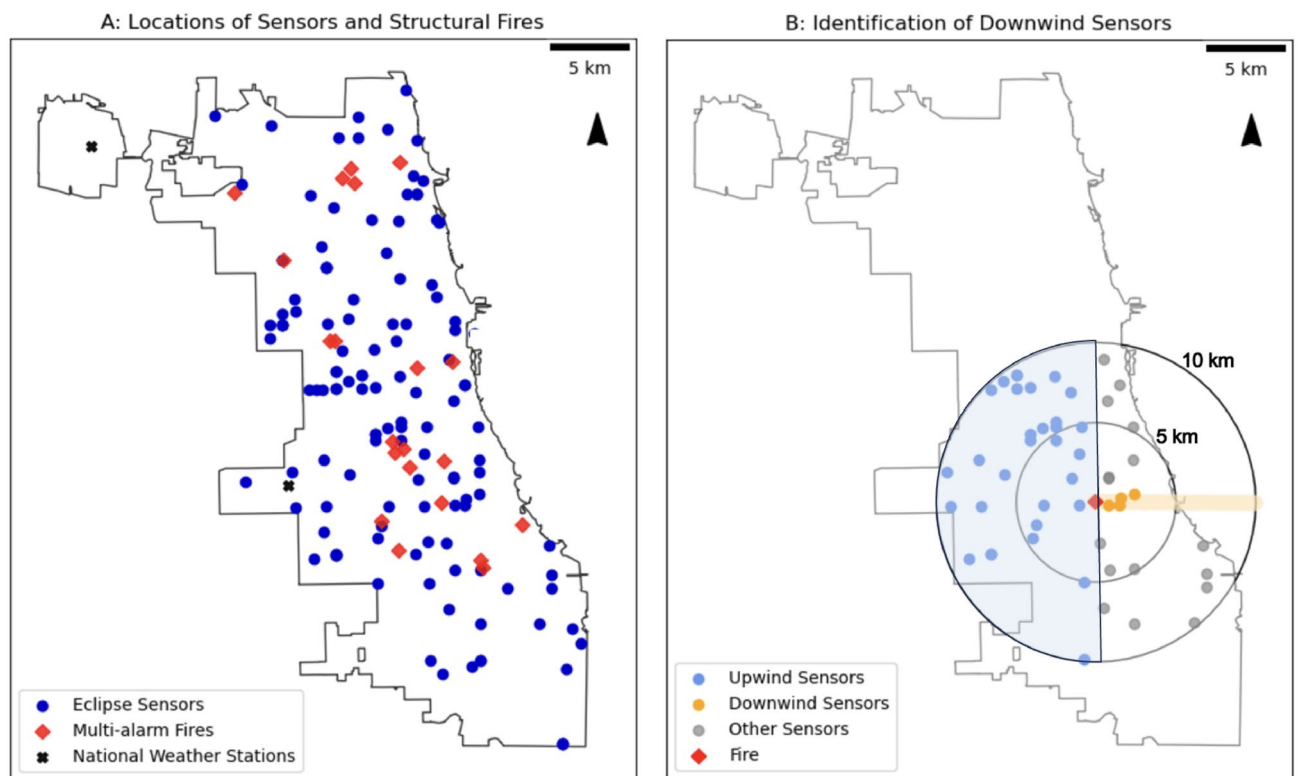 A: Locations of Sensors and Structural Fires
5 km
Eclipse Sensors
Multi-alarm Fires
National Weather Stations
B: Identification of Downwind Sensors
5 km
10 km
5 km
Upwind Sensors
Downwind Sensors
Other Sensors
Fire